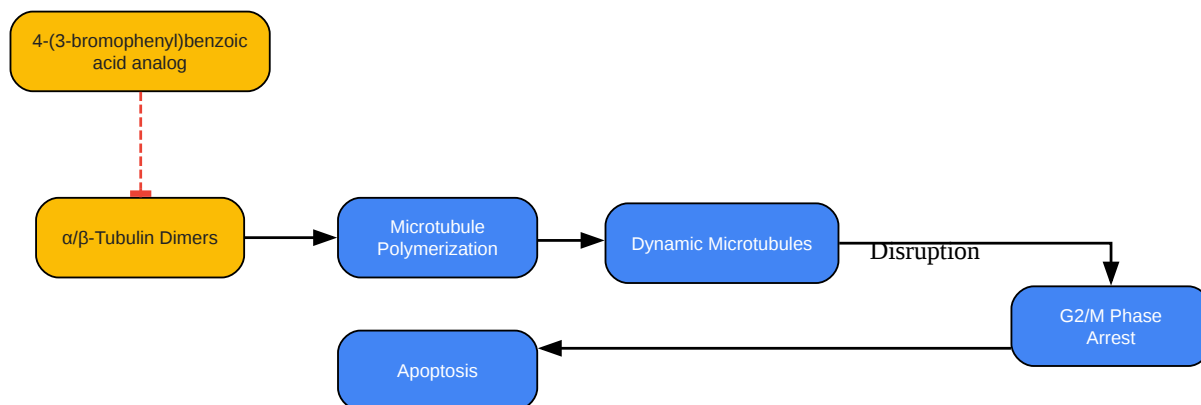 4-(3-bromophenyl)benzoic
acid analog
α/β-Tubulin Dimers
Microtubule
Polymerization
Dynamic Microtubules
Disruption
G2/M Phase
Arrest
Apoptosis